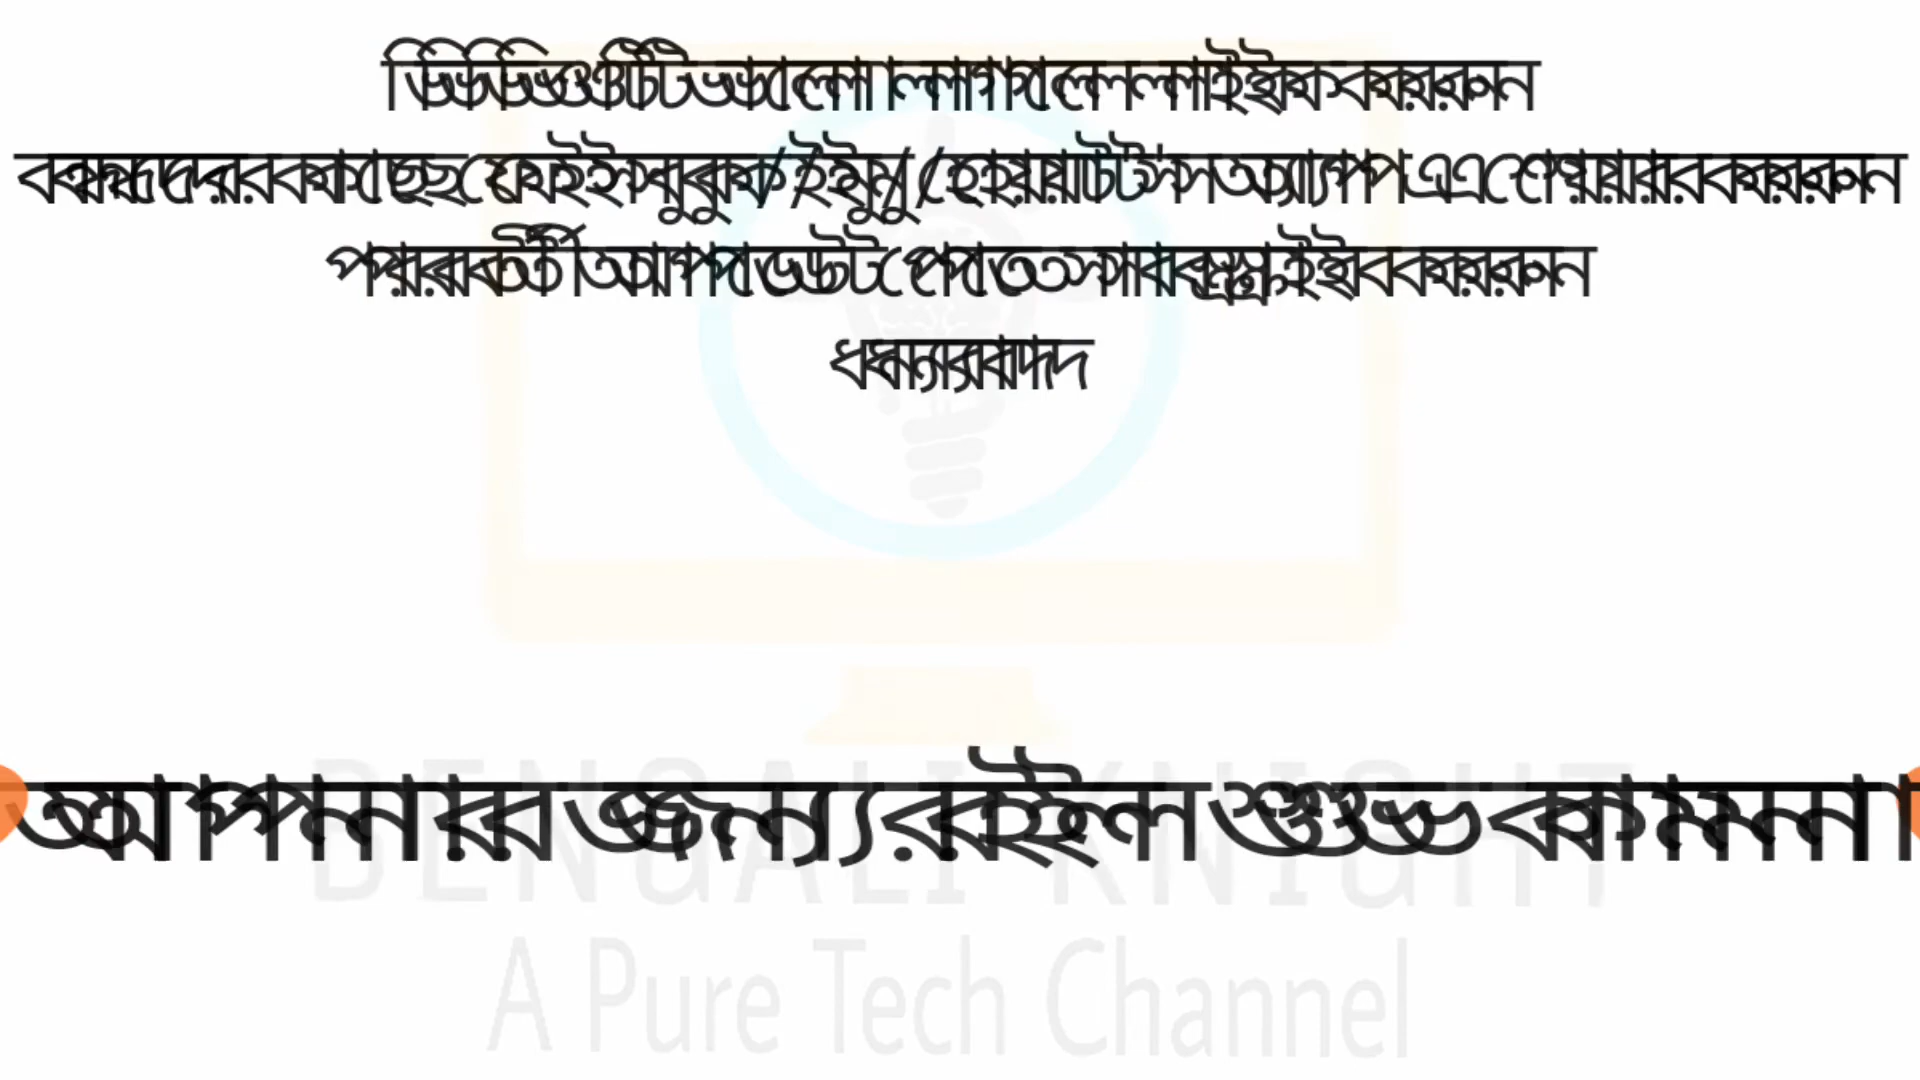 ভিডিওটি ভালো লাগলে লাইক করুন
বন্ধুদের কাছে ফেইসবুক/ইমু/হোয়াটস অ্যাপ এ শেয়ার করুন
পরবর্তী আপডেট পেতে সাবস্ক্রাইব করুন
ধন্যবাদ
আপনার জন্য রইল শুভ কামনা
BENGALI KNIGHT
A Pure Tech Channel